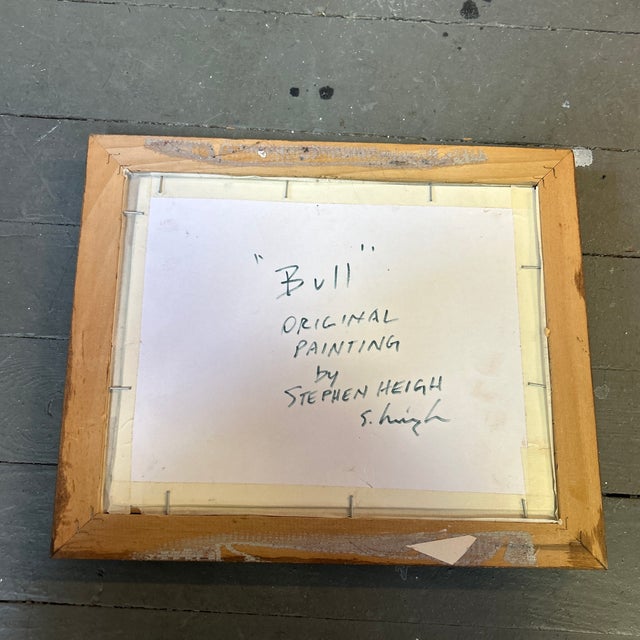 "Bull"
ORIGINAL
PAINTING
by
STEPHEN HEIGH
S. Heigh